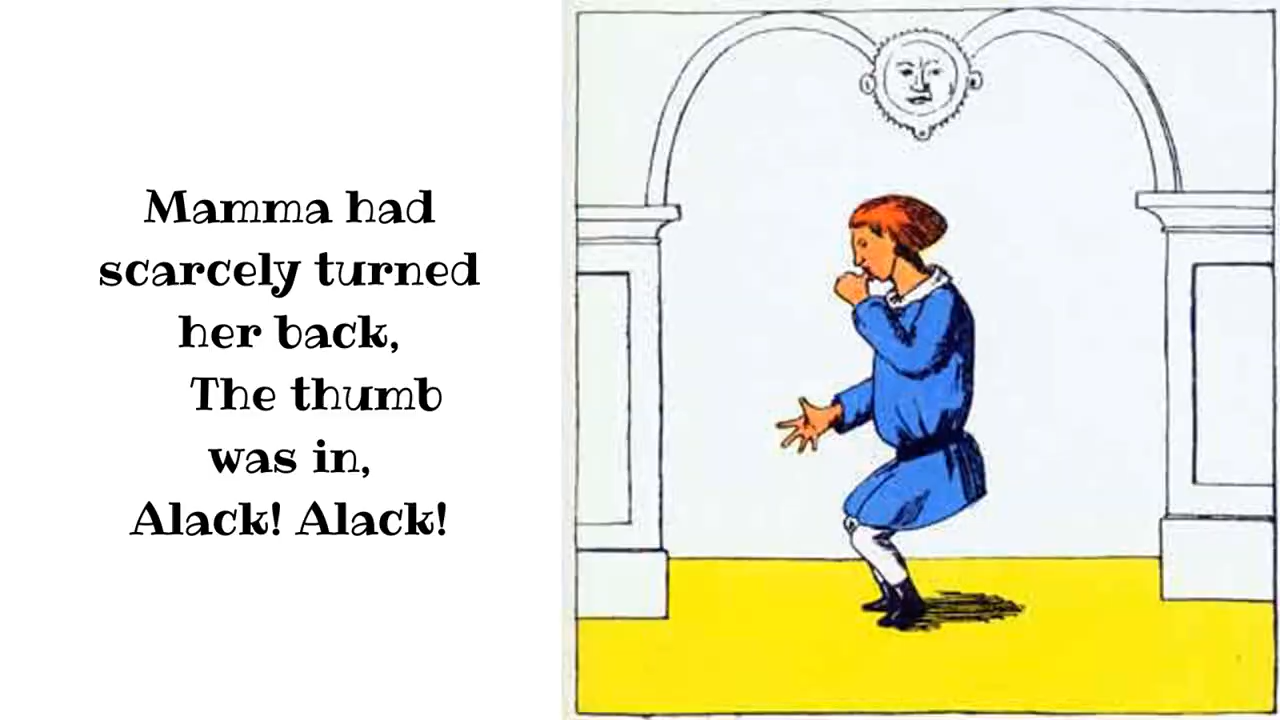 Mamma had
scarcely turned
her back,
The thumb
was in,
Alack! Alack!